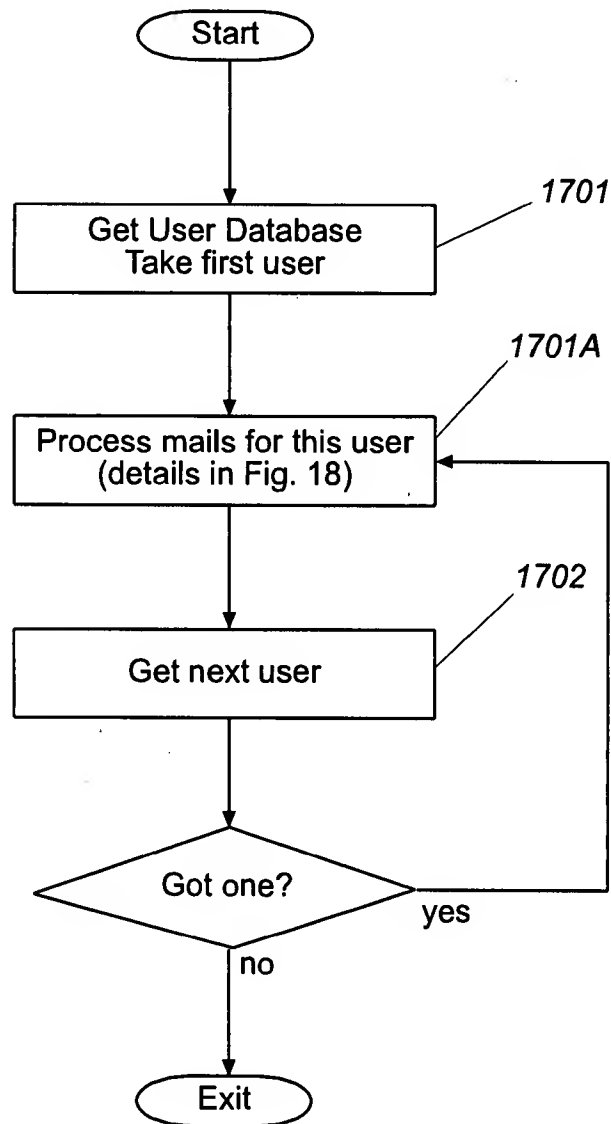 Start
1701
Get User Database
Take first user
1701A
Process mails for this user
(details in Fig. 18)
1702
Get next user
Got one?
yes
no
Exit